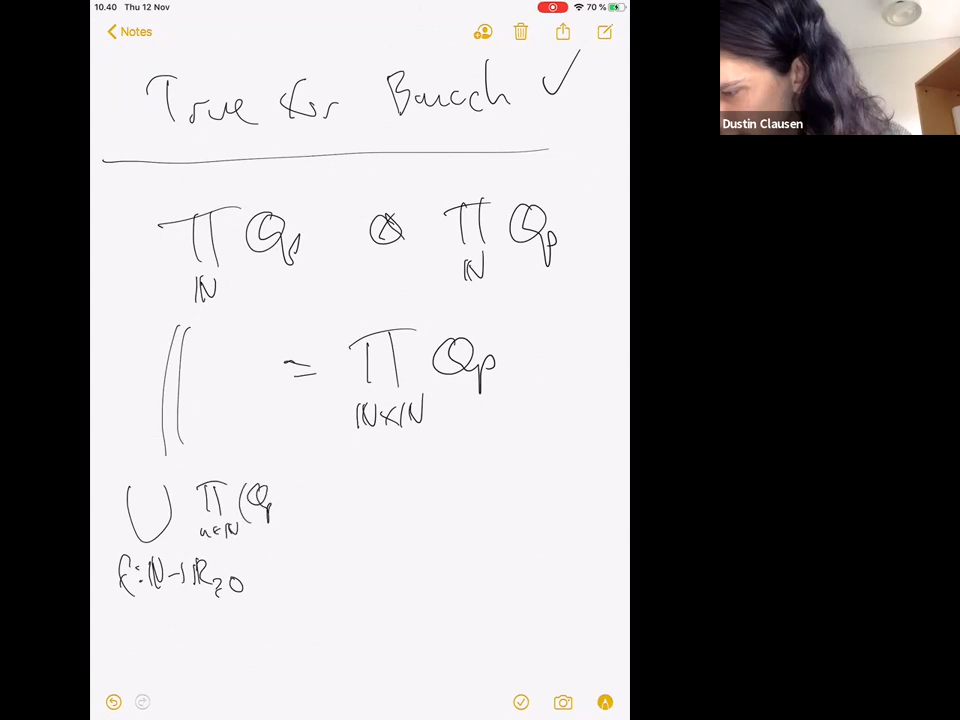 10.40 Thu 12 Nov
70 %
Notes
True for Banach ✓
∏_ℕ ℚ_p ⊗ ∏_ℕ ℚ_p
= ∏_{ℕ×ℕ} ℚ_p
∪_{f:ℕ→ℝ_{≥0}} ∏_{n∈ℕ} (ℚ_p
Dustin Clausen